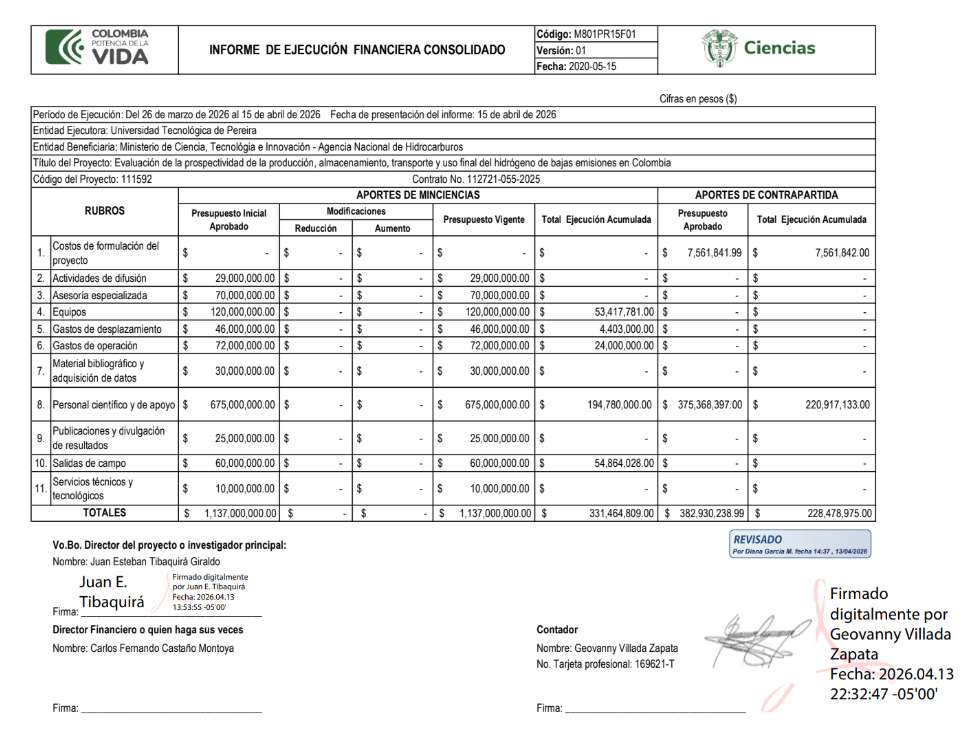 COLOMBIA
POTENCIA DE LA
VIDA
INFORME DE EJECUCIÓN FINANCIERA CONSOLIDADO
Código: M801PR15F01
Versión: 01
Fecha: 2020-05-15
Ciencias
Cifras en pesos ($)
Período de Ejecución: Del 26 de marzo de 2026 al 15 de abril de 2026 Fecha de presentación del informe: 15 de abril de 2026
Entidad Ejecutora: Universidad Tecnológica de Pereira
Entidad Beneficiaria: Ministerio de Ciencia, Tecnológia e Innovación - Agencia Nacional de Hidrocarburos
Título del Proyecto: Evaluación de la prospectividad de la producción, almacenamiento, transporte y uso final del hidrógeno de bajas emisiones en Colombia
Código del Proyecto: 111592 Contrato No. 112721-055-2025
RUBROS
APORTES DE MINCIENCIAS
APORTES DE CONTRAPARTIDA
Presupuesto Inicial Aprobado
Modificaciones
Reducción
Aumento
Presupuesto Vigente
Total Ejecución Acumulada
Presupuesto Aprobado
Total Ejecución Acumulada
1. Costos de formulación del proyecto $ - $ - $ - $ - $ - $ 7,561,841.99 $ 7,561,842.00
2. Actividades de difusión $ 29,000,000.00 $ - $ - $ 29,000,000.00 $ - $ - $ -
3. Asesoría especializada $ 70,000,000.00 $ - $ - $ 70,000,000.00 $ - $ - $ -
4. Equipos $ 120,000,000.00 $ - $ - $ 120,000,000.00 $ 53,417,781.00 $ - $ -
5. Gastos de desplazamiento $ 46,000,000.00 $ - $ - $ 46,000,000.00 $ 4,403,000.00 $ - $ -
6. Gastos de operación $ 72,000,000.00 $ - $ - $ 72,000,000.00 $ 24,000,000.00 $ - $ -
7. Material bibliográfico y adquisición de datos $ 30,000,000.00 $ - $ - $ 30,000,000.00 $ - $ - $ -
8. Personal científico y de apoyo $ 675,000,000.00 $ - $ - $ 675,000,000.00 $ 194,780,000.00 $ 375,368,397.00 $ 220,917,133.00
9. Publicaciones y divulgación de resultados $ 25,000,000.00 $ - $ - $ 25,000,000.00 $ - $ - $ -
10. Salidas de campo $ 60,000,000.00 $ - $ - $ 60,000,000.00 $ 54,864,028.00 $ - $ -
11. Servicios técnicos y tecnológicos $ 10,000,000.00 $ - $ - $ 10,000,000.00 $ - $ - $ -
TOTALES $ 1,137,000,000.00 $ - $ - $ 1,137,000,000.00 $ 331,464,809.00 $ 382,930,238.99 $ 228,478,975.00
REVISADO
Por Diana Garcia M. fecha 14:37 , 13/04/2026
Vo.Bo. Director del proyecto o investigador principal:
Nombre: Juan Esteban Tibaquirá Giraldo
Juan E.
Tibaquirá
Firmado digitalmente
por Juan E. Tibaquirá
Fecha: 2026.04.13
13:53:55 -05'00'
Firma: ____________________
Director Financiero o quien haga sus veces
Nombre: Carlos Fernando Castaño Montoya
Firma: ____________________
Contador
Nombre: Geovanny Villada Zapata
No. Tarjeta profesional: 169621-T
Firma: ____________________
Firmado
digitalmente por
Geovanny Villada
Zapata
Fecha: 2026.04.13
22:32:47 -05'00'